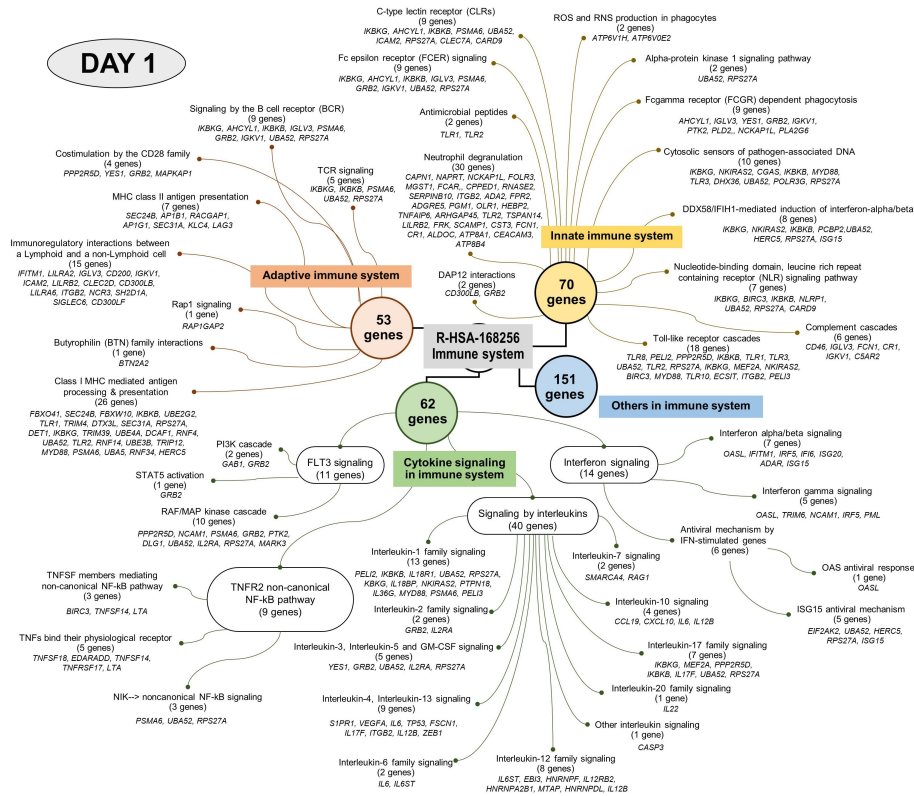 DAY 1
C-type lectin receptor (CLRs)
(9 genes)
IKBKG, AHCYL1, IKBKB, PSMA6, UBA52,
ICAM2, RPS27A, CLEC7A, CARD9
ROS and RNS production in phagocytes
(2 genes)
ATP6V1H, ATP6V0E2
Fc epsilon receptor (FCER) signaling
(9 genes)
IKBKG, AHCYL1, IKBKB, IGLV3, PSMA6,
GRB2, IGKV1, UBA52, RPS27A
Alpha-protein kinase 1 signaling pathway
(2 genes)
UBA52, RPS27A
Signaling by the B cell receptor (BCR)
(9 genes)
IKBKG, AHCYL1, IKBKB, IGLV3, PSMA6,
GRB2, IGKV1, UBA52, RPS27A
Antimicrobial peptides
(2 genes)
TLR1, TLR2
Fcgamma receptor (FCGR) dependent phagocytosis
(9 genes)
AHCYL1, IGLV3, YES1, GRB2, IGKV1,
PTK2, PLD2,, NCKAP1L, PLA2G6
Costimulation by the CD28 family
(4 genes)
PPP2R5D, YES1, GRB2, MAPKAP1
TCR signaling
(5 genes)
IKBKG, IKBKB, PSMA6,
UBA52, RPS27A
Neutrophil degranulation
(30 genes)
CAPN1, NAPRT, NCKAP1L, FOLR3,
MGST1, FCAR,, CPPED1, RNASE2,
SERPINB10, ITGB2, ADA2, FPR2,
ADGRE5, PGM1, OLR1, HEBP2,
TNFAIP6, ARHGAP45, TLR2, TSPAN14,
LILRB2, FRK, SCAMP1, CST3, FCN1,
CR1, ALDOC, ATP8A1, CEACAM3,
ATP8B4
Cytosolic sensors of pathogen-associated DNA
(10 genes)
IKBKG, NKIRAS2, CGAS, IKBKB, MYD88,
TLR3, DHX36, UBA52, POLR3G, RPS27A
MHC class II antigen presentation
(7 genes)
SEC24B, AP1B1, RACGAP1,
AP1G1, SEC31A, KLC4, LAG3
DDX58/IFIH1-mediated induction of interferon-alpha/beta
(8 genes)
IKBKG, NKIRAS2, IKBKB, PCBP2,UBA52,
HERC5, RPS27A, ISG15
Innate immune system
Immunoregulatory interactions between
a Lymphoid and a non-Lymphoid cell
(15 genes)
IFITM1, LILRA2, IGLV3, CD200, IGKV1,
ICAM2, LILRB2, CLEC2D, CD300LB,
LILRA6, ITGB2, NCR3, SH2D1A,
SIGLEC6, CD300LF
Adaptive immune system
DAP12 interactions
(2 genes)
CD300LB, GRB2
70
genes
Nucleotide-binding domain, leucine rich repeat
containing receptor (NLR) signaling pathway
(7 genes)
IKBKG, BIRC3, IKBKB, NLRP1,
UBA52, RPS27A, CARD9
Rap1 signaling
(1 gene)
RAP1GAP2
53
genes
R-HSA-168256
Immune system
Toll-like receptor cascades
(18 genes)
TLR8, PELI2, PPP2R5D, IKBKB, TLR1, TLR3,
UBA52, TLR2, RPS27A, IKBKG, MEF2A, NKIRAS2,
BIRC3, MYD88, TLR10, ECSIT, ITGB2, PELI3
Complement cascades
(6 genes)
CD46, IGLV3, FCN1, CR1,
IGKV1, C5AR2
Butyrophilin (BTN) family interactions
(1 gene)
BTN2A2
Class I MHC mediated antigen
processing & presentation
(26 genes)
FBXO41, SEC24B, FBXW10, IKBKB, UBE2G2,
TLR1, TRIM4, DTX3L, SEC31A, RPS27A,
DET1, IKBKG, TRIM39, UBE4A, DCAF1, RNF4,
UBA52, TLR2, RNF14, UBE3B, TRIP12,
MYD88, PSMA6, UBA5, RNF34, HERC5
62
genes
151
genes
Others in immune system
PI3K cascade
(2 genes)
GAB1, GRB2
FLT3 signaling
(11 genes)
Cytokine signaling
in immune system
Interferon signaling
(14 genes)
Interferon alpha/beta signaling
(7 genes)
OASL, IFITM1, IRF5, IFI6, ISG20,
ADAR, ISG15
STAT5 activation
(1 gene)
GRB2
Interferon gamma signaling
(5 genes)
OASL, TRIM6, NCAM1, IRF5, PML
RAF/MAP kinase cascade
(10 genes)
PPP2R5D, NCAM1, PSMA6, GRB2, PTK2,
DLG1, UBA52, IL2RA, RPS27A, MARK3
Signaling by interleukins
(40 genes)
Antiviral mechanism by
IFN-stimulated genes
(6 genes)
Interleukin-1 family signaling
(13 genes)
PELI2, IKBKB, IL18R1, UBA52, RPS27A,
KBKG, IL18BP, NKIRAS2, PTPN18,
IL36G, MYD88, PSMA6, PELI3
Interleukin-7 signaling
(2 genes)
SMARCA4, RAG1
OAS antiviral response
(1 gene)
OASL
TNFSF members mediating
non-canonical NF-kB pathway
(3 genes)
BIRC3, TNFSF14, LTA
TNFR2 non-canonical
NF-kB pathway
(9 genes)
Interleukin-2 family signaling
(2 genes)
GRB2, IL2RA
Interleukin-10 signaling
(4 genes)
CCL19, CXCL10, IL6, IL12B
ISG15 antiviral mechanism
(5 genes)
EIF2AK2, UBA52, HERC5,
RPS27A, ISG15
TNFs bind their physiological receptor
(5 genes)
TNFSF18, EDARADD, TNFSF14,
TNFRSF17, LTA
Interleukin-3, Interleukin-5 and GM-CSF signaling
(5 genes)
YES1, GRB2, UBA52, IL2RA, RPS27A
Interleukin-17 family signaling
(7 genes)
IKBKG, MEF2A, PPP2R5D,
IKBKB, IL17F, UBA52, RPS27A
NIK--> noncanonical NF-kB signaling
(3 genes)
PSMA6, UBA52, RPS27A
Interleukin-4, Interleukin-13 signaling
(9 genes)
S1PR1, VEGFA, IL6, TP53, FSCN1,
IL17F, ITGB2, IL12B, ZEB1
Interleukin-20 family signaling
(1 gene)
IL22
Other interleukin signaling
(1 gene)
CASP3
Interleukin-6 family signaling
(2 genes)
IL6, IL6ST
Interleukin-12 family signaling
(8 genes)
IL6ST, EBI3, HNRNPF, IL12RB2,
HNRNPA2B1, MTAP, HNRNPDL, IL12B